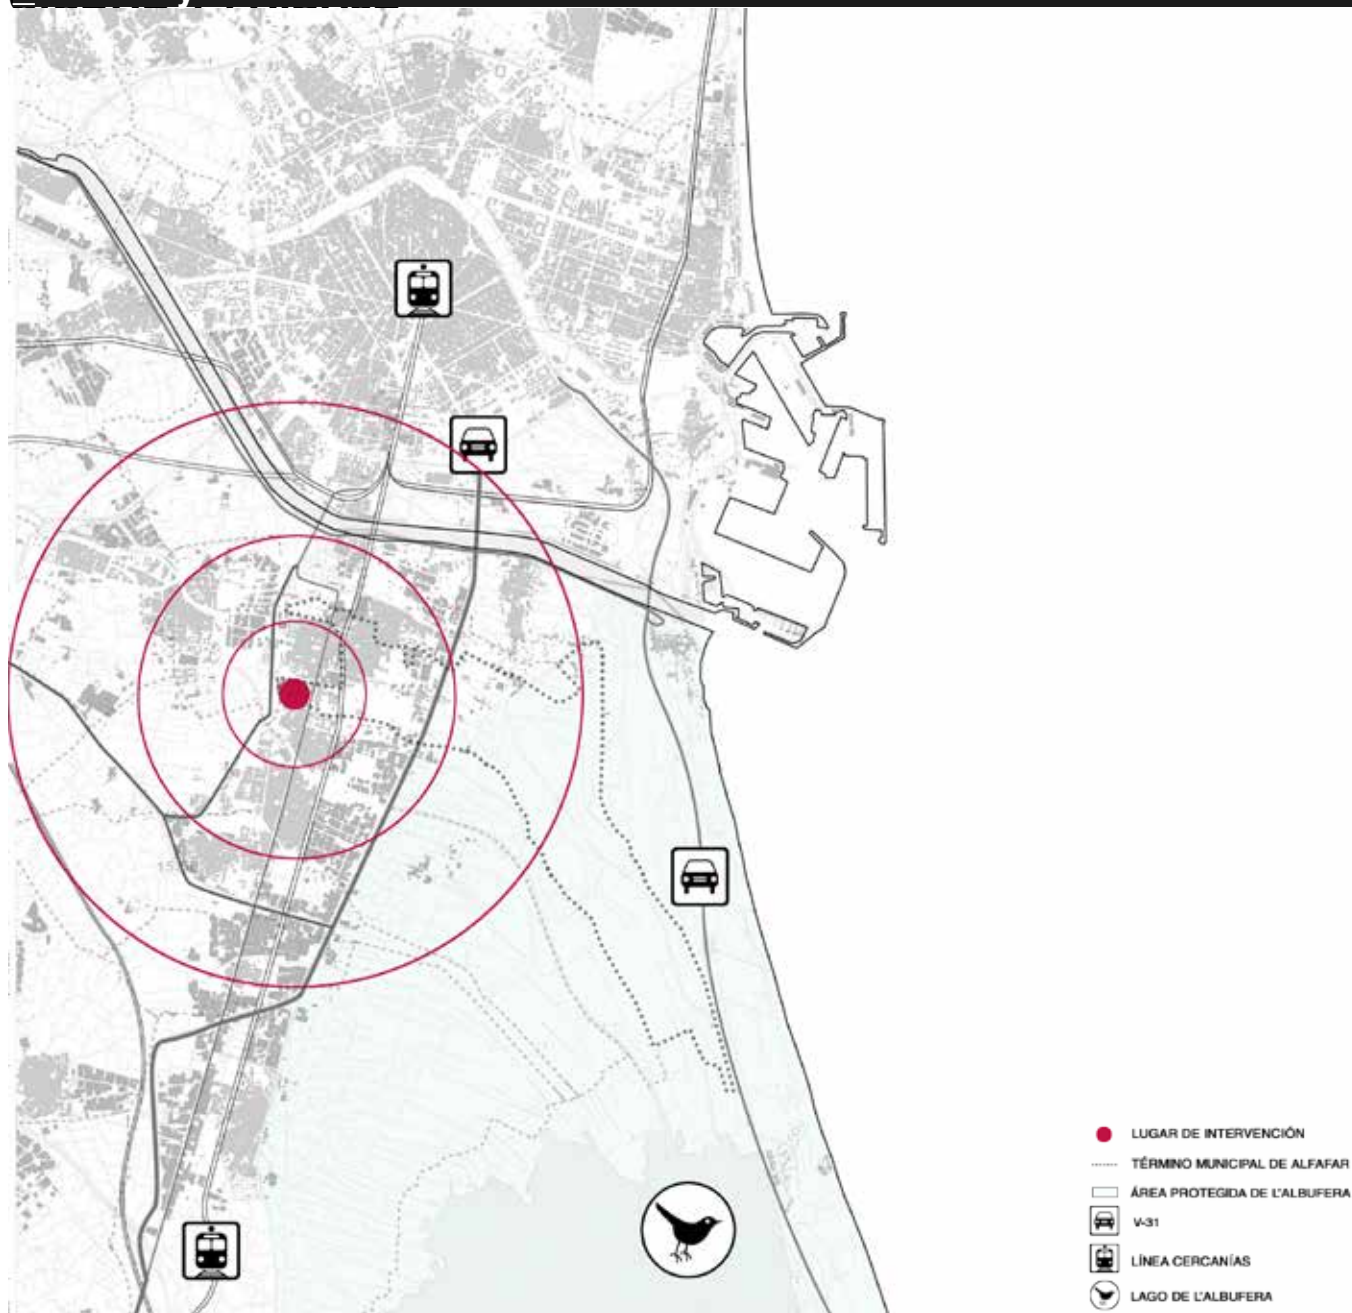 LUGAR DE INTERVENCIÓN
TÉRMINO MUNICIPAL DE ALFAFAR
ÁREA PROTEGIDA DE L'ALBUFERA
V-31
LÍNEA CERCANÍAS
LAGO DE L'ALBUFERA